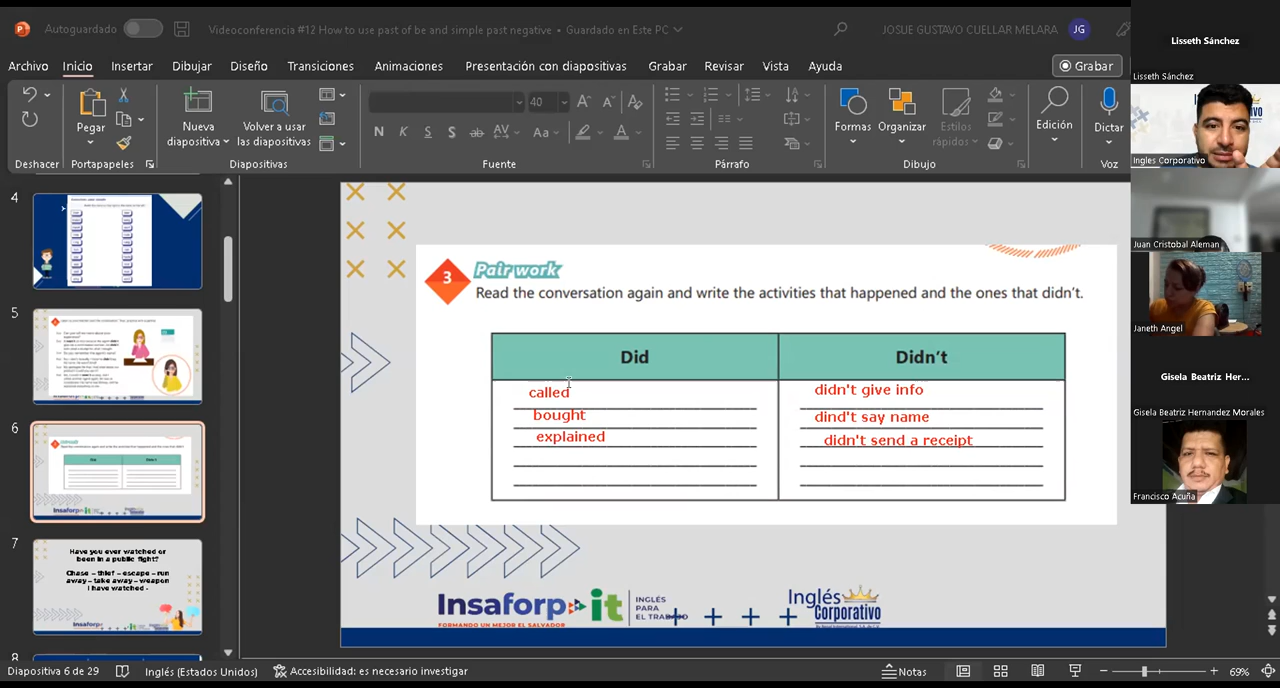 Autoguardado
Videoconferencia #12 How to use past of be and simple past negative • Guardado en Este PC
JOSUE GUSTAVO CUELLAR MELARA
JG
Archivo Inicio Insertar Dibujar Diseño Transiciones Animaciones Presentación con diapositivas Grabar Revisar Vista Ayuda
Grabar
Pegar
Nueva diapositiva
Volver a usar las diapositivas
40
N K S S ab AV Aa A
Formas
Organizar
Estilos rápidos
Edición
Dictar
Deshacer
Portapapeles
Diapositivas
Fuente
Párrafo
Dibujo
Voz
4
5
6
7
Have you ever watched or
been in a public fight?
Chase – thief – escape – run
away – take away – weapon
i have watched -
8
3
Pair work
Read the conversation again and write the activities that happened and the ones that didn't.
Did Didn't
called didn't give info
bought dind't say name
explained didn't send a receipt
Insaforp it
INGLÉS
PARA
EL TRABAJO
FORMANDO UN MEJOR EL SALVADOR
Inglés
Corporativo
Lisseth Sánchez
Lisseth Sánchez
Ingles Corporativo
Juan Cristobal Aleman
Janeth Angel
Gisela Beatriz Her...
Gisela Beatriz Hernandez Morales
Francisco Acuña
Diapositiva 6 de 29
Inglés (Estados Unidos)
Accesibilidad: es necesario investigar
Notas
69%